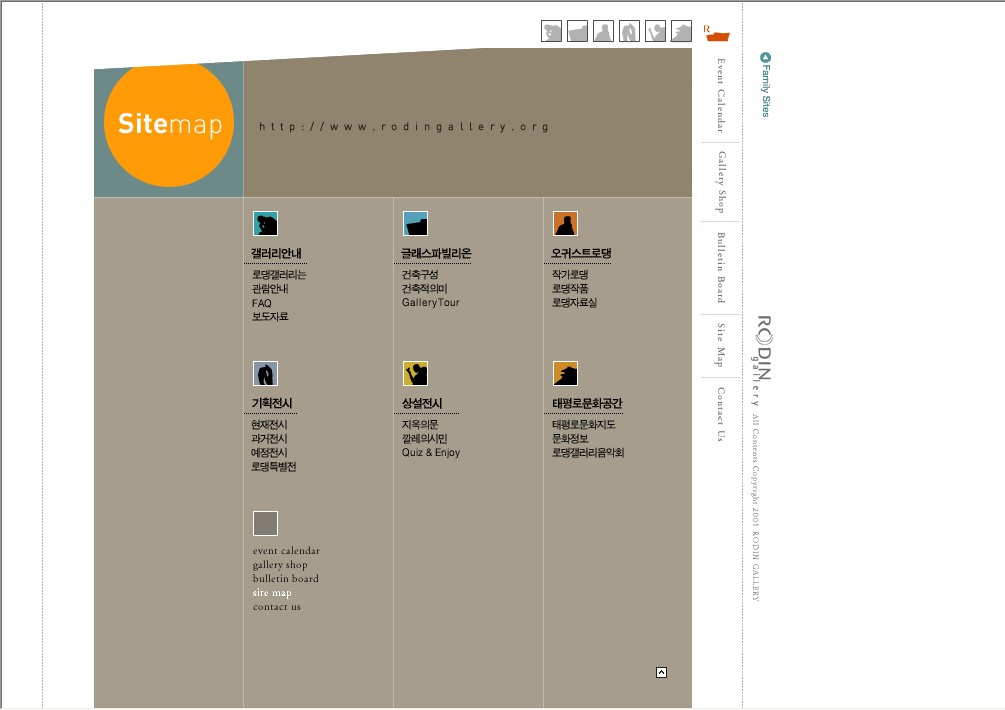 R
Sitemap
http://www.rodingallery.org
갤러리안내
로댕갤러리는
관람안내
FAQ
보도자료
글래스파빌리온
건축구성
건축적의미
GalleryTour
오귀스트로댕
작가로댕
로댕작품
로댕자료실
기획전시
현재전시
과거전시
예정전시
로댕특별전
상설전시
지옥의문
깔레의시민
Quiz & Enjoy
태평로문화공간
태평로문화지도
문화정보
로댕갤러리음악회
event calendar
gallery shop
bulletin board
site map
contact us
Event Calendar
Gallery Shop
Bulletin Board
Site Map
Contact Us
Family Sites
RODIN
gallery
All Contents Copyright 2001 RODIN GALLERY